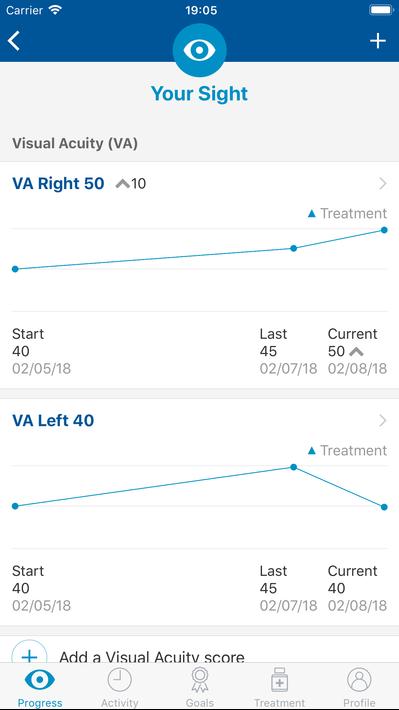 Carrier 19:05
Your Sight
Visual Acuity (VA)
VA Right 50 10
Treatment
Start Last Current
40 45 50
02/05/18 02/07/18 02/08/18
VA Left 40
Treatment
Start Last Current
40 45 40
02/05/18 02/07/18 02/08/18
Add a Visual Acuity score
Progress Activity Goals Treatment Profile